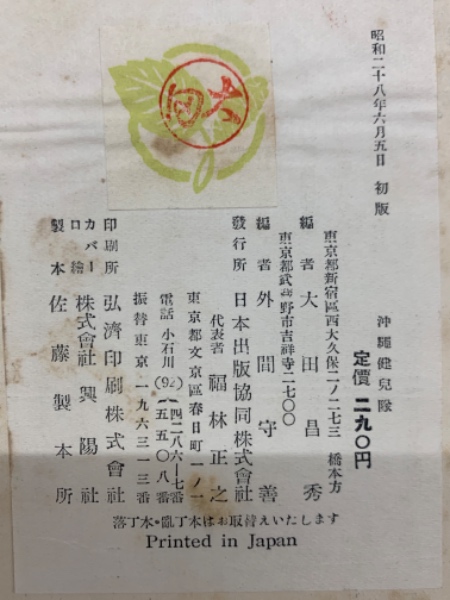 昭和二十八年六月五日 初版
沖繩健兒隊
定價 二九〇円
東京都新宿區西大久保二ノ二七三 橋本方
編者 大田昌秀
東京都武藏野市吉祥寺二七〇〇
編者 外間守善
發行所 日本出版協同株式會社
代表者 福林正之
東京都文京區春日町一ノ一
電話 小石川(92)四二八六―七番
五五〇八番
振替東京一九六三一三番
印刷所 弘濟印刷株式會社
カバー
口繪 株式會社興陽社
製本 佐藤製本所
落丁本・亂丁本はお取替えいたします
Printed in Japan
大田